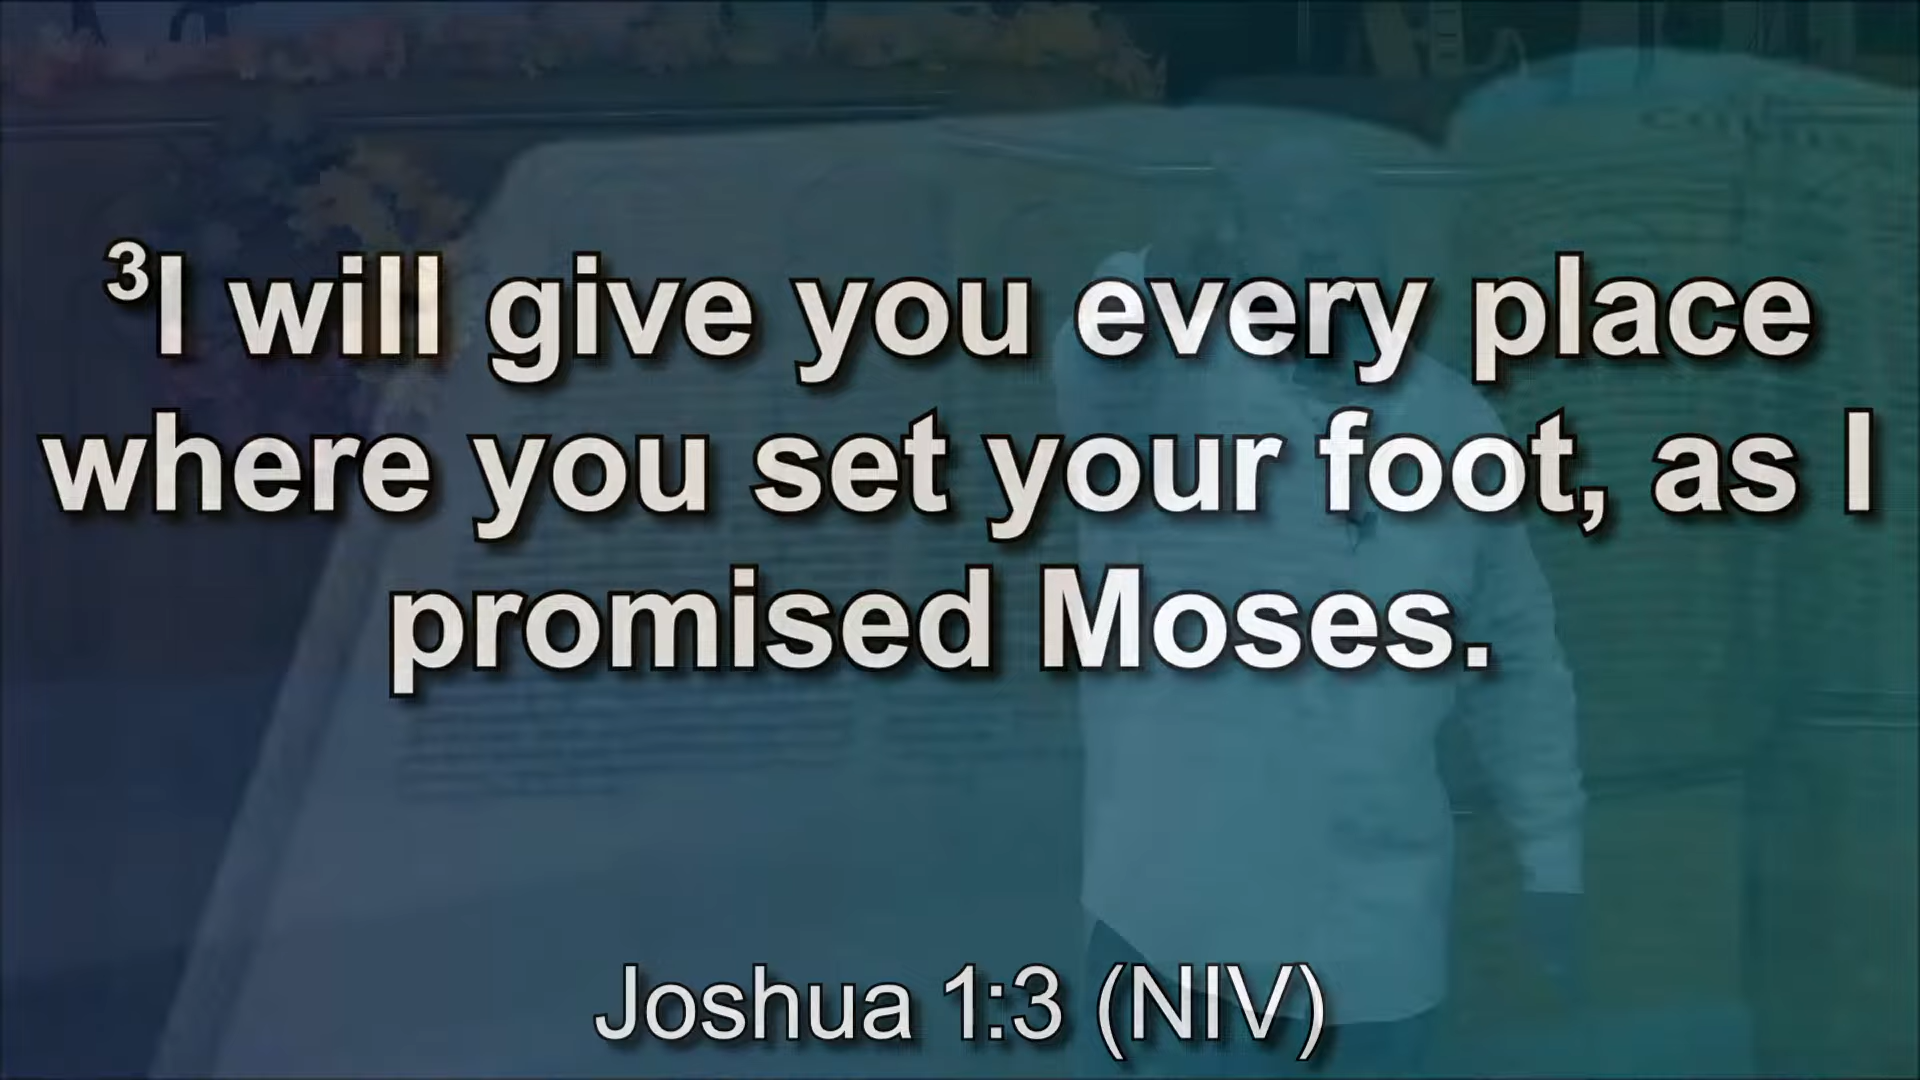 ³I will give you every place
where you set your foot, as I
promised Moses.
Joshua 1:3 (NIV)